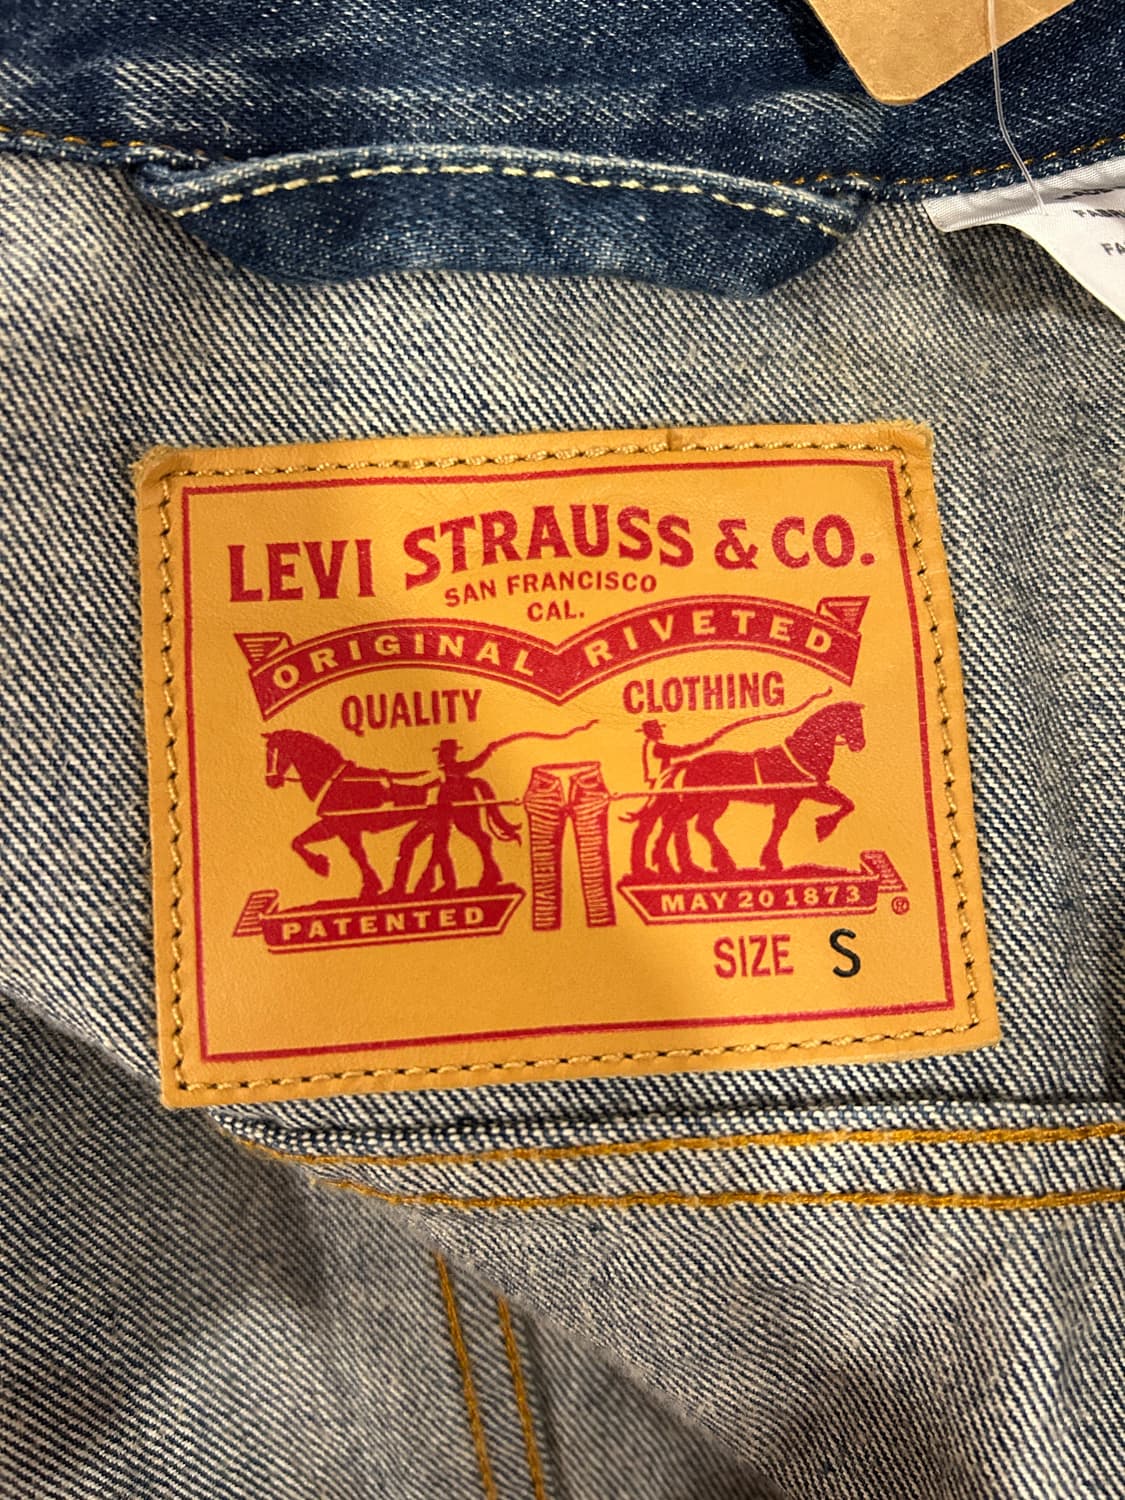 LEVI STRAUSS & CO.
SAN FRANCISCO
CAL.
ORIGINAL RIVETED
QUALITY CLOTHING
PATENTED
MAY 20 1873 ®
SIZE S